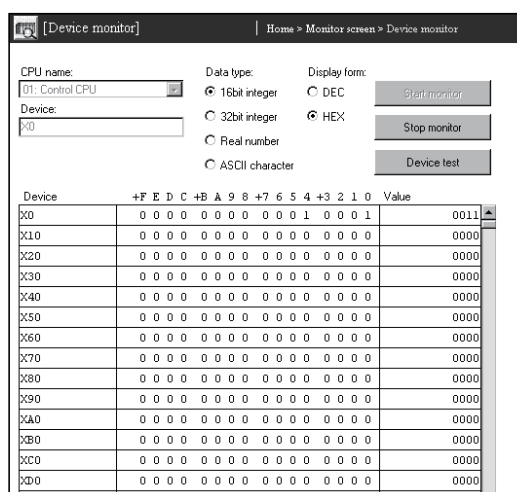 [Device monitor]
Home > Monitor screen > Device monitor
CPU name: Data type: Display form:
01: Control CPU 16bit integer DEC Start monitor
Device: 32bit integer HEX
X0 Stop monitor
Real number
ASCII character Device test
Device +F E D C +B A 9 8 +7 6 5 4 +3 2 1 0 Value
X0 0 0 0 0 0 0 0 0 0 0 0 1 0 0 0 1 0011
X10 0 0 0 0 0 0 0 0 0 0 0 0 0 0 0 0 0000
X20 0 0 0 0 0 0 0 0 0 0 0 0 0 0 0 0 0000
X30 0 0 0 0 0 0 0 0 0 0 0 0 0 0 0 0 0000
X40 0 0 0 0 0 0 0 0 0 0 0 0 0 0 0 0 0000
X50 0 0 0 0 0 0 0 0 0 0 0 0 0 0 0 0 0000
X60 0 0 0 0 0 0 0 0 0 0 0 0 0 0 0 0 0000
X70 0 0 0 0 0 0 0 0 0 0 0 0 0 0 0 0 0000
X80 0 0 0 0 0 0 0 0 0 0 0 0 0 0 0 0 0000
X90 0 0 0 0 0 0 0 0 0 0 0 0 0 0 0 0 0000
XA0 0 0 0 0 0 0 0 0 0 0 0 0 0 0 0 0 0000
XB0 0 0 0 0 0 0 0 0 0 0 0 0 0 0 0 0 0000
XC0 0 0 0 0 0 0 0 0 0 0 0 0 0 0 0 0 0000
XD0 0 0 0 0 0 0 0 0 0 0 0 0 0 0 0 0 0000